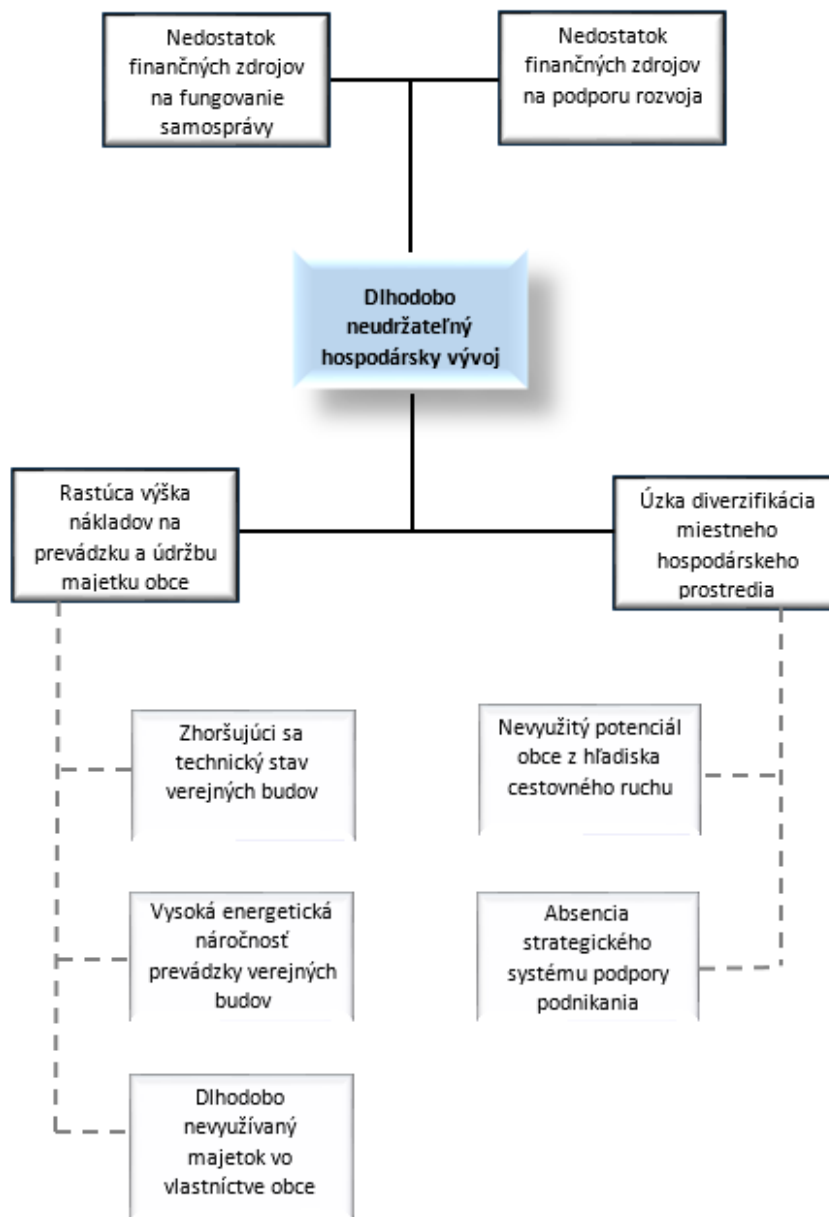 Nedostatok
finančných zdrojov
na fungovanie
samosprávy
Nedostatok
finančných zdrojov
na podporu rozvoja
Dlhodobo
neudržateľný
hospodársky vývoj
Rastúca výška
nákladov na
prevádzku a údržbu
majetku obce
Úzka diverzifikácia
miestneho
hospodárskeho
prostredia
Zhoršujúci sa
technický stav
verejných budov
Nevyužitý potenciál
obce z hľadiska
cestovného ruchu
Vysoká energetická
náročnosť
prevádzky verejných
budov
Absencia
strategického
systému podpory
podnikania
Dlhodobo
nevyužívaný
majetok vo
vlastníctve obce